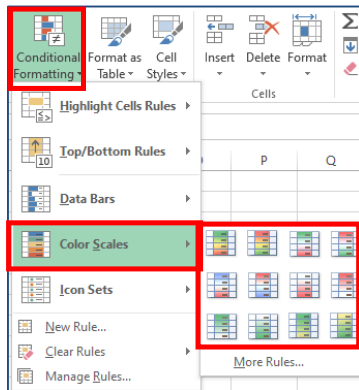 Conditional Format as Cell Insert Delete Format
Formatting Table Styles
Cells
Highlight Cells Rules
10 Top/Bottom Rules
P Q
Data Bars
Color Scales
Icon Sets
New Rule...
Clear Rules
More Rules...
Manage Rules...